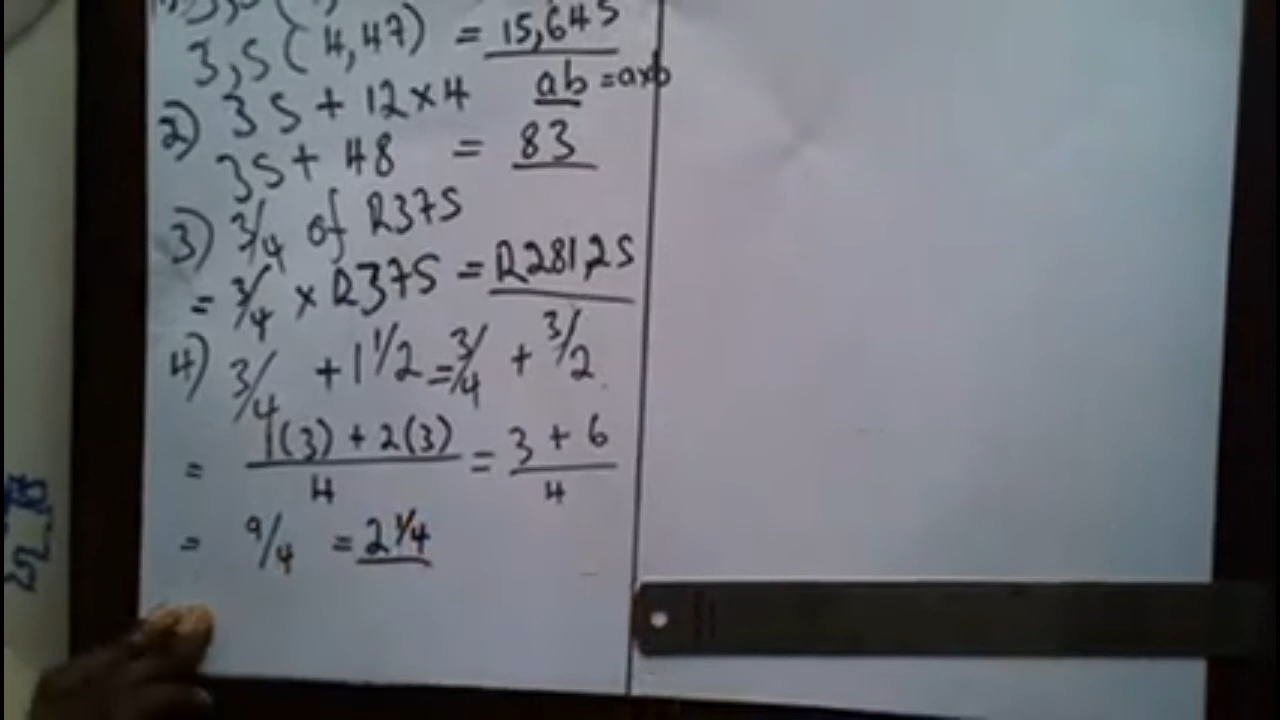 3,5(4,47) = 15,645
ab = axb
2) 35 + 12 × 4
35 + 48 = 83
3) 3/4 of R375
= 3/4 × R375 = R281,25
4) 3/4 + 1 1/2 = 3/4 + 3/2
= 1(3) + 2(3) / 4 = 3 + 6 / 4
= 9/4 = 2 1/4